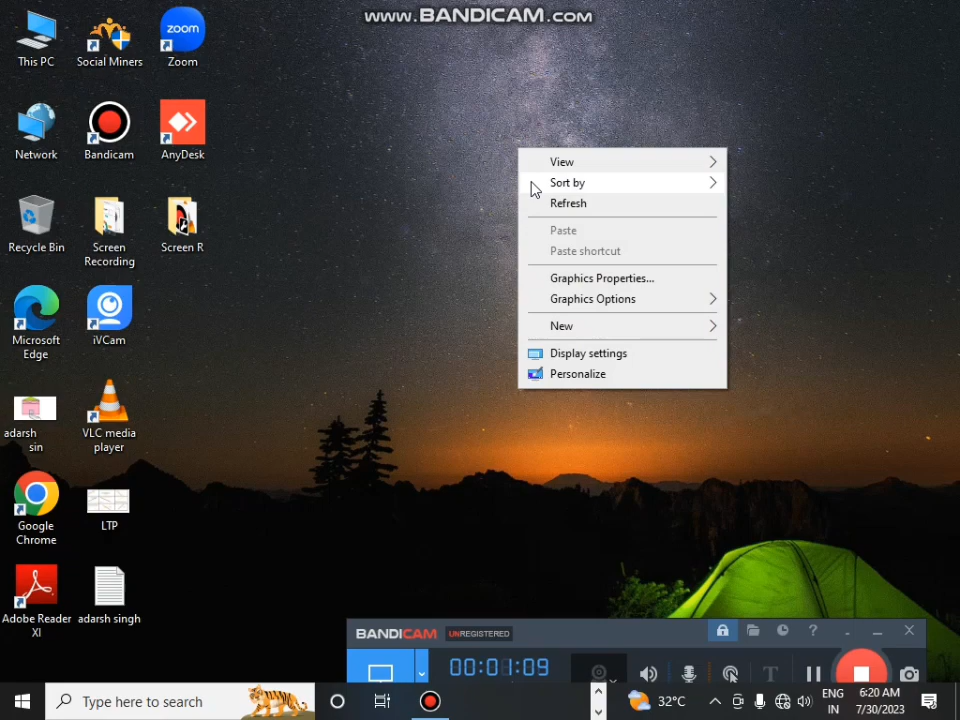 www.BANDICAM.com
This PC
Social Miners
zoom
Zoom
Network
Bandicam
AnyDesk
Recycle Bin
Screen
Recording
Screen R
Microsoft
Edge
iVCam
adarsh
sin
VLC media
player
Google
Chrome
LTP
Adobe Reader
XI
adarsh singh
View
Sort by
Refresh
Paste
Paste shortcut
Graphics Properties...
Graphics Options
New
Display settings
Personalize
BANDICAM UNREGISTERED
00:01:09
Type here to search
32°C
ENG
IN
6:20 AM
7/30/2023